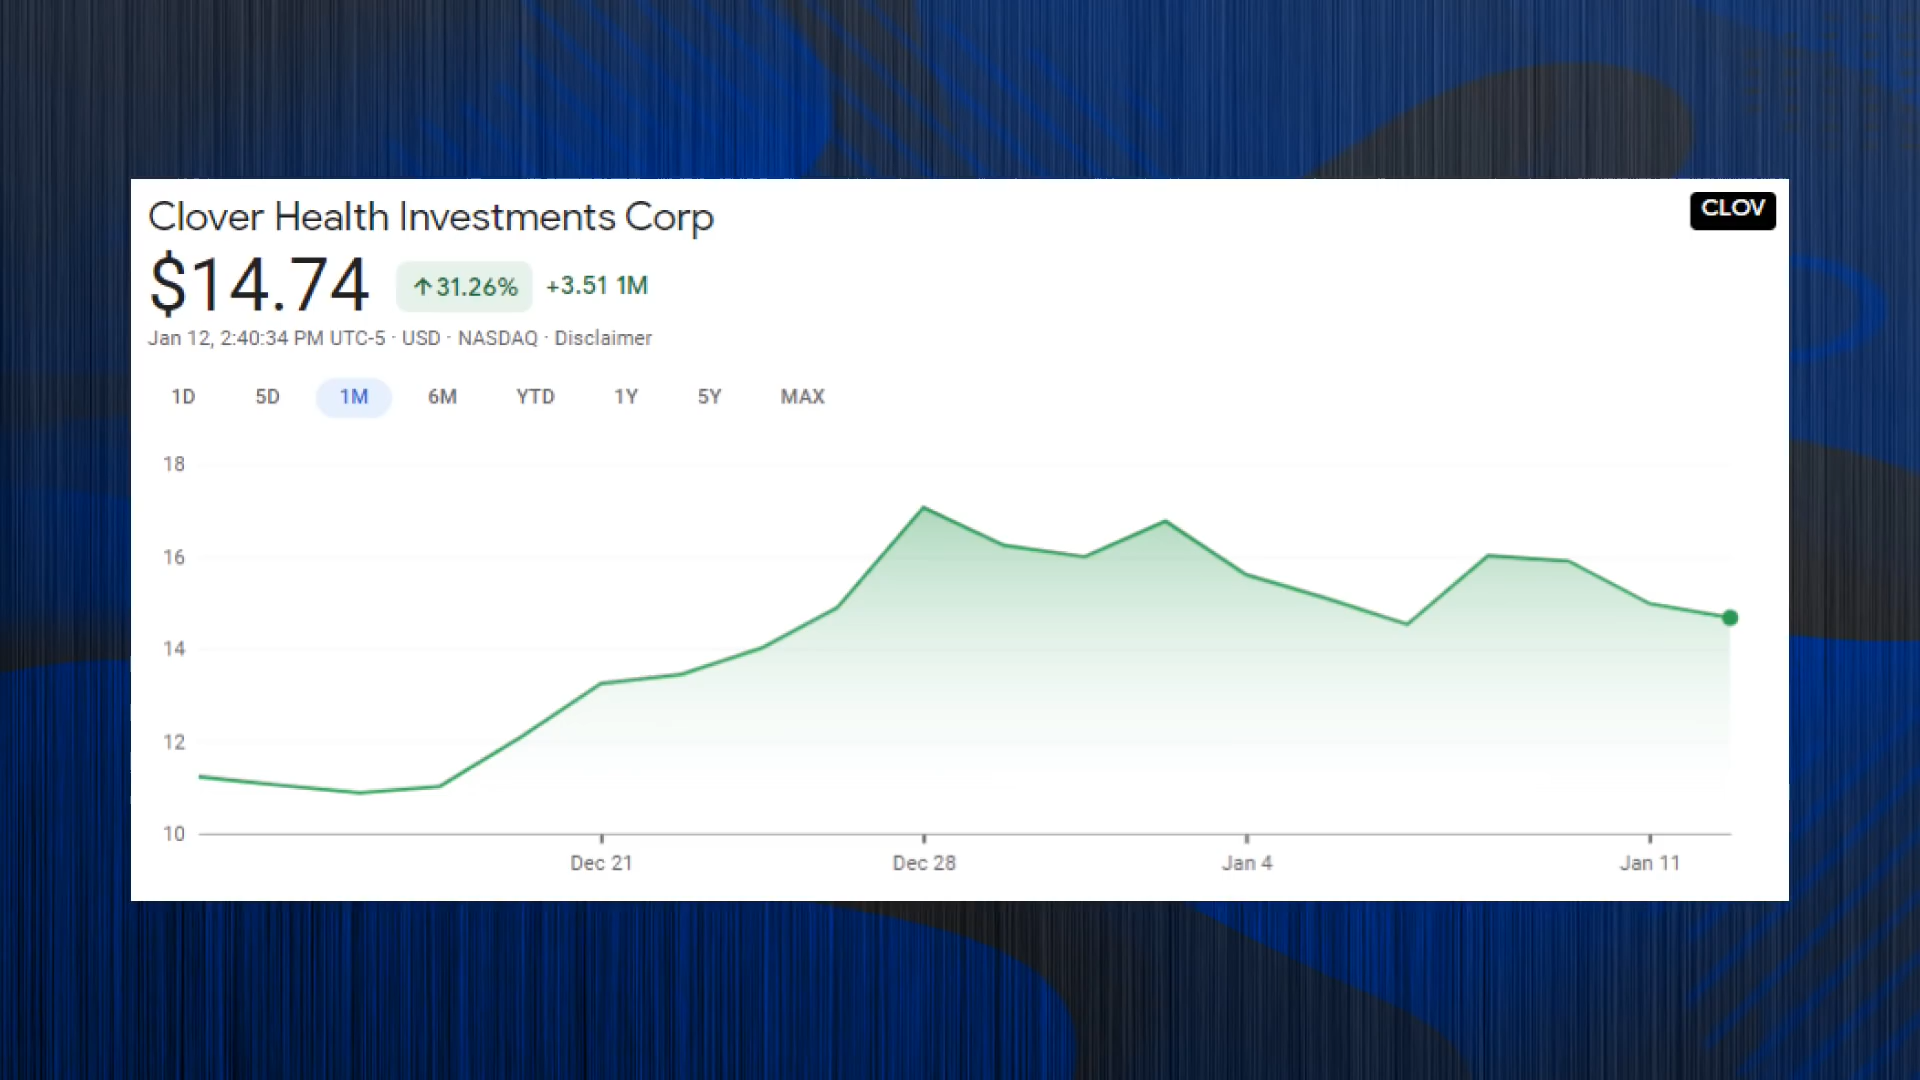 Clover Health Investments Corp
CLOV
$14.74 ↑31.26% +3.51 1M
Jan 12, 2:40:34 PM UTC-5 · USD · NASDAQ · Disclaimer
1D 5D 1M 6M YTD 1Y 5Y MAX
18
16
14
12
10
Dec 21 Dec 28 Jan 4 Jan 11